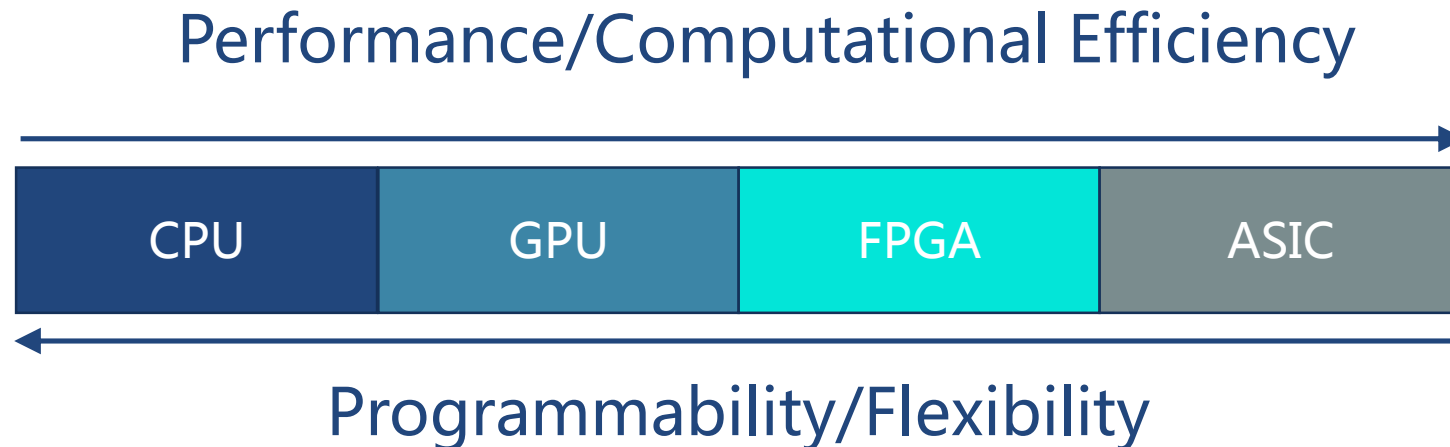 Performance/Computational Efficiency
CPU GPU FPGA ASIC
Programmability/Flexibility